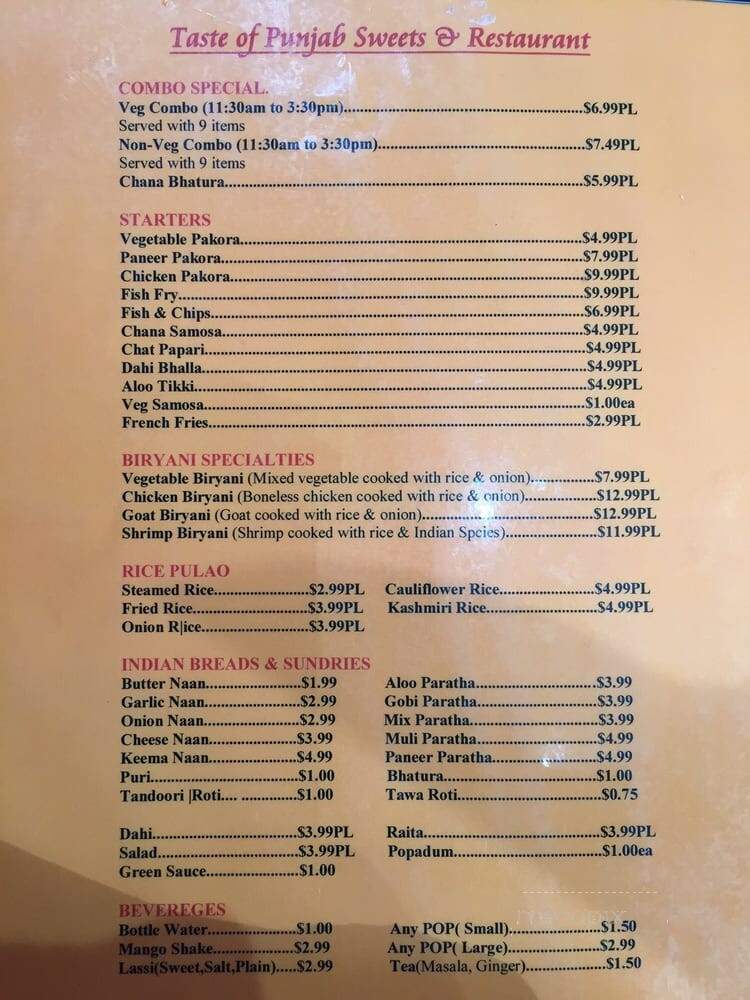 Taste of Punjab Sweets & Restaurant
COMBO SPECIAL.
Veg Combo (11:30am to 3:30pm)....................$6.99PL
Served with 9 items
Non-Veg Combo (11:30am to 3:30pm)....................$7.49PL
Served with 9 items
Chana Bhatura....................$5.99PL
STARTERS
Vegetable Pakora....................$4.99PL
Paneer Pakora....................$7.99PL
Chicken Pakora....................$9.99PL
Fish Fry....................$9.99PL
Fish & Chips....................$6.99PL
Chana Samosa....................$4.99PL
Chat Papari....................$4.99PL
Dahi Bhalla....................$4.99PL
Aloo Tikki....................$4.99PL
Veg Samosa....................$1.00ea
French Fries....................$2.99PL
BIRYANI SPECIALTIES
Vegetable Biryani (Mixed vegetable cooked with rice & onion)................$7.99PL
Chicken Biryani (Boneless chicken cooked with rice & onion)..................$12.99PL
Goat Biryani (Goat cooked with rice & onion)....................$12.99PL
Shrimp Biryani (Shrimp cooked with rice & Indian Spcies)....................$11.99PL
RICE PULAO
Steamed Rice....................$2.99PL Cauliflower Rice....................$4.99PL
Fried Rice....................$3.99PL Kashmiri Rice....................$4.99PL
Onion R|ice....................$3.99PL
INDIAN BREADS & SUNDRIES
Butter Naan....................$1.99 Aloo Paratha....................$3.99
Garlic Naan....................$2.99 Gobi Paratha....................$3.99
Onion Naan....................$2.99 Mix Paratha....................$3.99
Cheese Naan....................$3.99 Muli Paratha....................$4.99
Keema Naan....................$4.99 Paneer Paratha....................$4.99
Puri....................$1.00 Bhatura....................$1.00
Tandoori |Roti.... ..............$1.00 Tawa Roti....................$0.75
Dahi....................$3.99PL Raita....................$3.99PL
Salad....................$3.99PL Popadum....................$1.00ea
Green Sauce....................$1.00
BEVEREGES
Bottle Water....................$1.00 Any POP( Small)....................$1.50
Mango Shake....................$2.99 Any POP( Large)....................$2.99
Lassi(Sweet,Salt,Plain).....$2.99 Tea(Masala, Ginger)....................$1.50